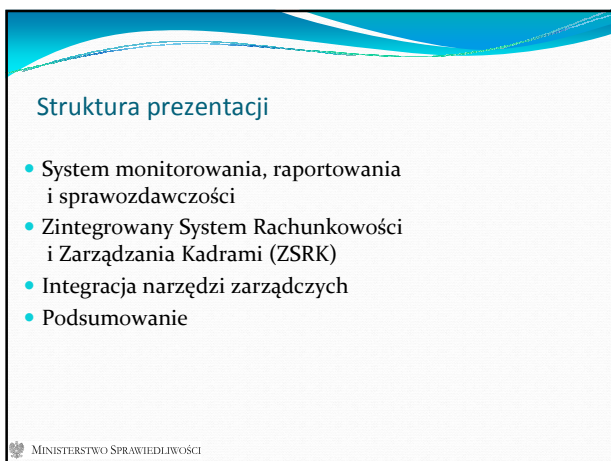 Struktura prezentacji
• System monitorowania, raportowania
i sprawozdawczości
• Zintegrowany System Rachunkowości
i Zarządzania Kadrami (ZSRK)
• Integracja narzędzi zarządczych
• Podsumowanie
MINISTERSTWO SPRAWIEDLIWOŚCI